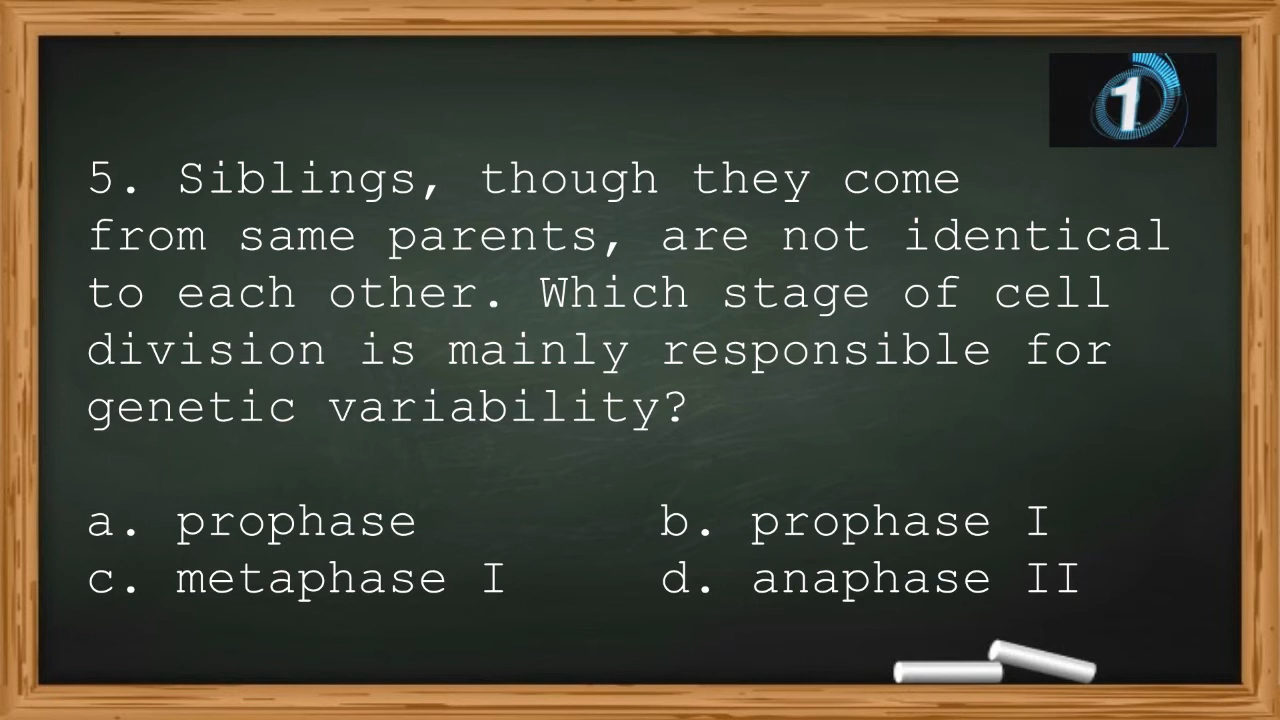 1
5. Siblings, though they come
from same parents, are not identical
to each other. Which stage of cell
division is mainly responsible for
genetic variability?
a. prophase b. prophase I
c. metaphase I d. anaphase II